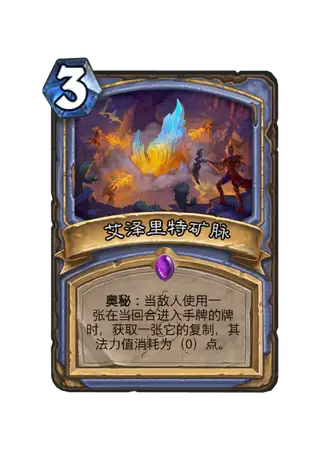 3
艾泽里特矿脉
奥秘：当敌人使用一
张在当回合进入手牌的牌
时，获取一张它的复制，其
法力值消耗为（0）点。